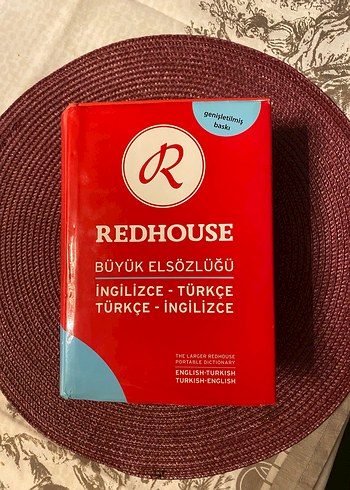 genişletilmiş
baskı
R
REDHOUSE
BÜYÜK ELSÖZLÜĞÜ
İNGİLİZCE - TÜRKÇE
TÜRKÇE - İNGİLİZCE
THE LARGER REDHOUSE
PORTABLE DICTIONARY
ENGLISH-TURKISH
TURKISH-ENGLISH